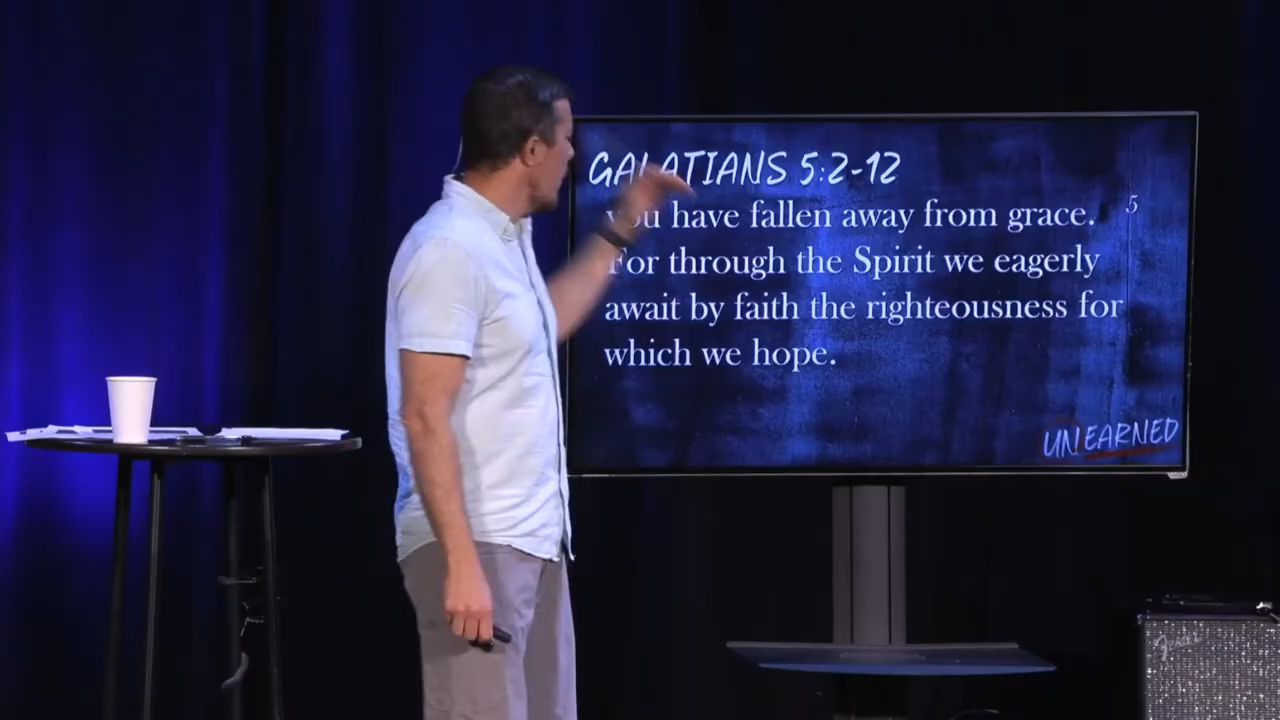 GALATIANS 5:2-12
you have fallen away from grace. 5
For through the Spirit we eagerly
await by faith the righteousness for
which we hope.
UNEARNED
Fender